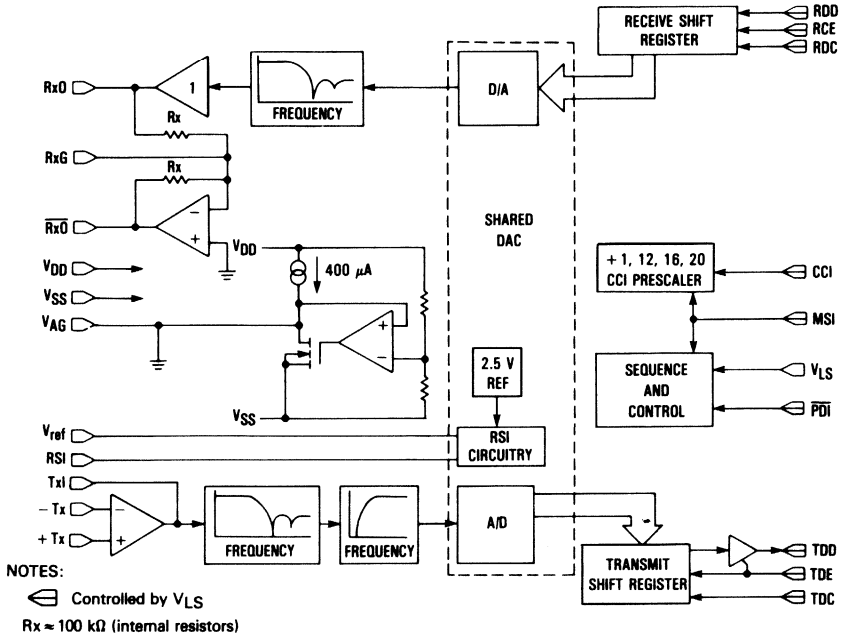 RECEIVE SHIFT
REGISTER
RDD
RCE
RDC
RxO
1
FREQUENCY
D/A
Rx
RxG
Rx
RxO
−
+
SHARED
DAC
VDD
VDD
400 μA
VSS
VAG
+
−
+ 1, 12, 16, 20
CCI PRESCALER
CCI
MSI
2.5 V
REF
SEQUENCE
AND
CONTROL
VLS
PDI
VSS
Vref
RSI
RSI
CIRCUITRY
TxI
− Tx
−
+ Tx
+
FREQUENCY
FREQUENCY
A/D
TRANSMIT
SHIFT REGISTER
TDD
TDE
TDC
NOTES:
Controlled by VLS
Rx ≈ 100 kΩ (internal resistors)